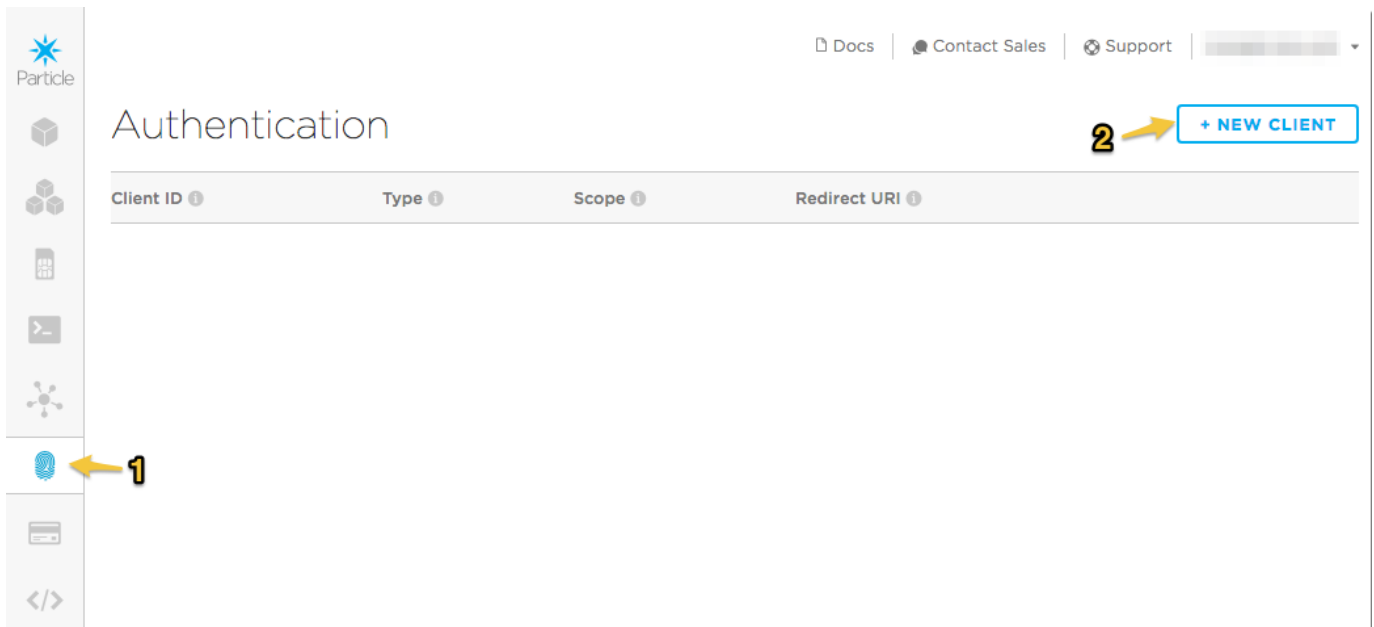 Particle
Docs
Contact Sales
Support
Authentication
2
+ NEW CLIENT
Client ID
Type
Scope
Redirect URI
1